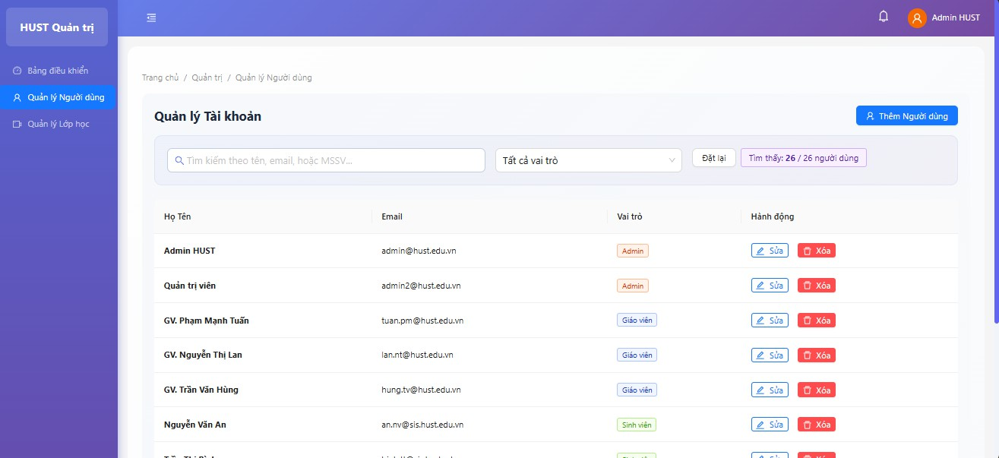 HUST Quản trị
Admin HUST
Bảng điều khiển
Quản lý Người dùng
Quản lý Lớp học
Trang chủ / Quản trị / Quản lý Người dùng
Quản lý Tài khoản
Thêm Người dùng
Tìm kiếm theo tên, email, hoặc MSSV...
Tất cả vai trò
Đặt lại
Tìm thấy: 26 / 26 người dùng
Họ Tên Email Vai trò Hành động
Admin HUST admin@hust.edu.vn Admin Sửa Xóa
Quản trị viên admin2@hust.edu.vn Admin Sửa Xóa
GV. Phạm Mạnh Tuấn tuan.pm@hust.edu.vn Giáo viên Sửa Xóa
GV. Nguyễn Thị Lan lan.nt@hust.edu.vn Giáo viên Sửa Xóa
GV. Trần Văn Hùng hung.tv@hust.edu.vn Giáo viên Sửa Xóa
Nguyễn Văn An an.nv@sis.hust.edu.vn Sinh viên Sửa Xóa